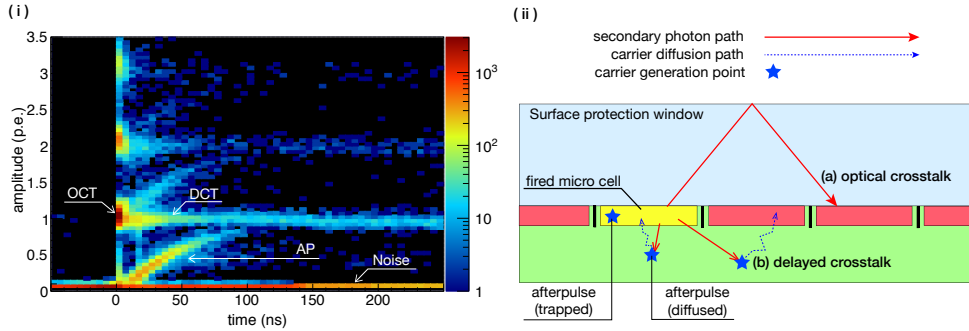 ( i )
3.5
3
2.5
2
1.5
1
0.5
0
amplitude (p.e.)
OCT
DCT
AP
Noise
0
50
100
150
200
time (ns)
10³
10²
10
1
( ii )
secondary photon path
carrier diffusion path
carrier generation point
Surface protection window
fired micro cell
(a) optical crosstalk
(b) delayed crosstalk
afterpulse
(trapped)
afterpulse
(diffused)